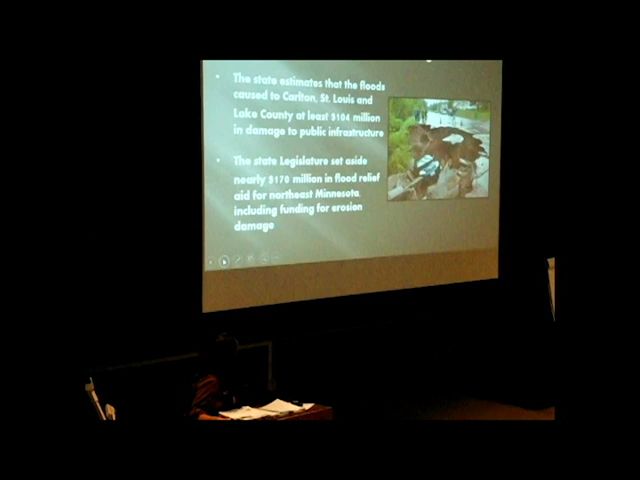 The state estimates that the floods
caused to Carlton, St. Louis and
Lake County at least $104 million
in damage to public infrastructure
The state Legislature set aside
nearly $170 million in flood relief
aid for northeast Minnesota,
including funding for erosion
damage